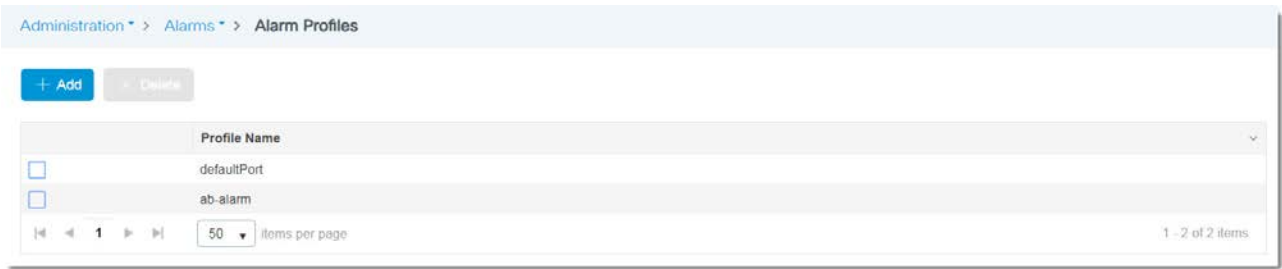 Administration > Alarms > Alarm Profiles
+ Add × Delete
Profile Name
defaultPort
ab-alarm
1 50 items per page 1 - 2 of 2 items